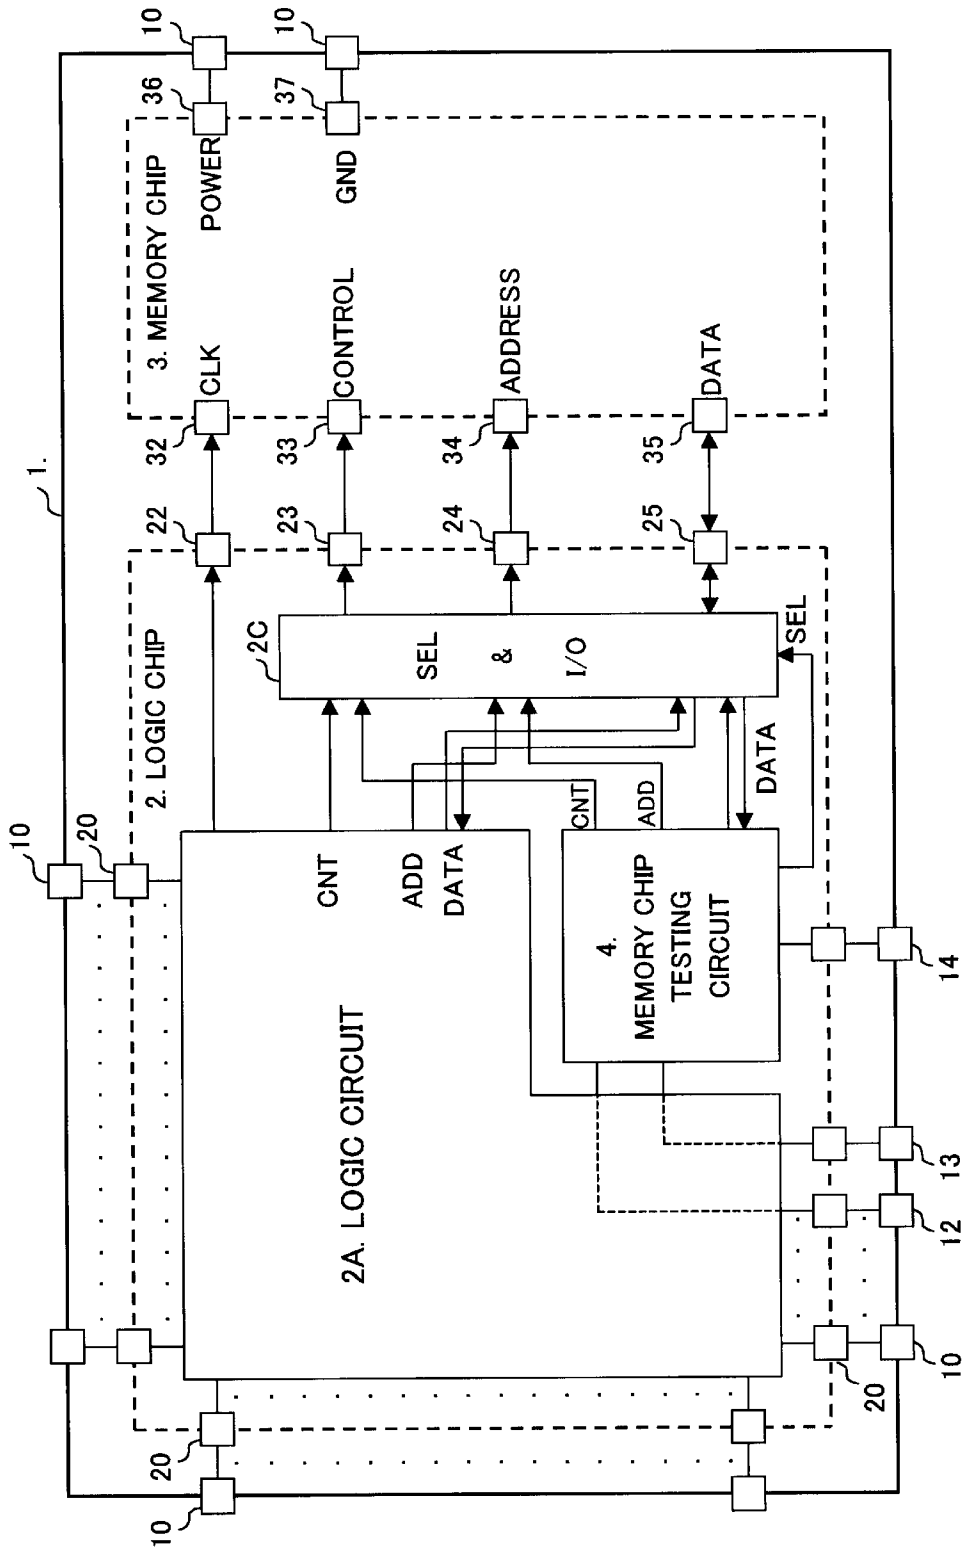 1.
10
20
2. LOGIC CHIP
3. MEMORY CHIP
22
32
CLK
POWER
36
10
23
33
CONTROL
GND
37
10
24
34
ADDRESS
25
35
DATA
2C
SEL
&
I/O
SEL
2A. LOGIC CIRCUIT
CNT
ADD
DATA
CNT
ADD
DATA
4.
MEMORY CHIP
TESTING
CIRCUIT
20
10
20
10
12
13
14